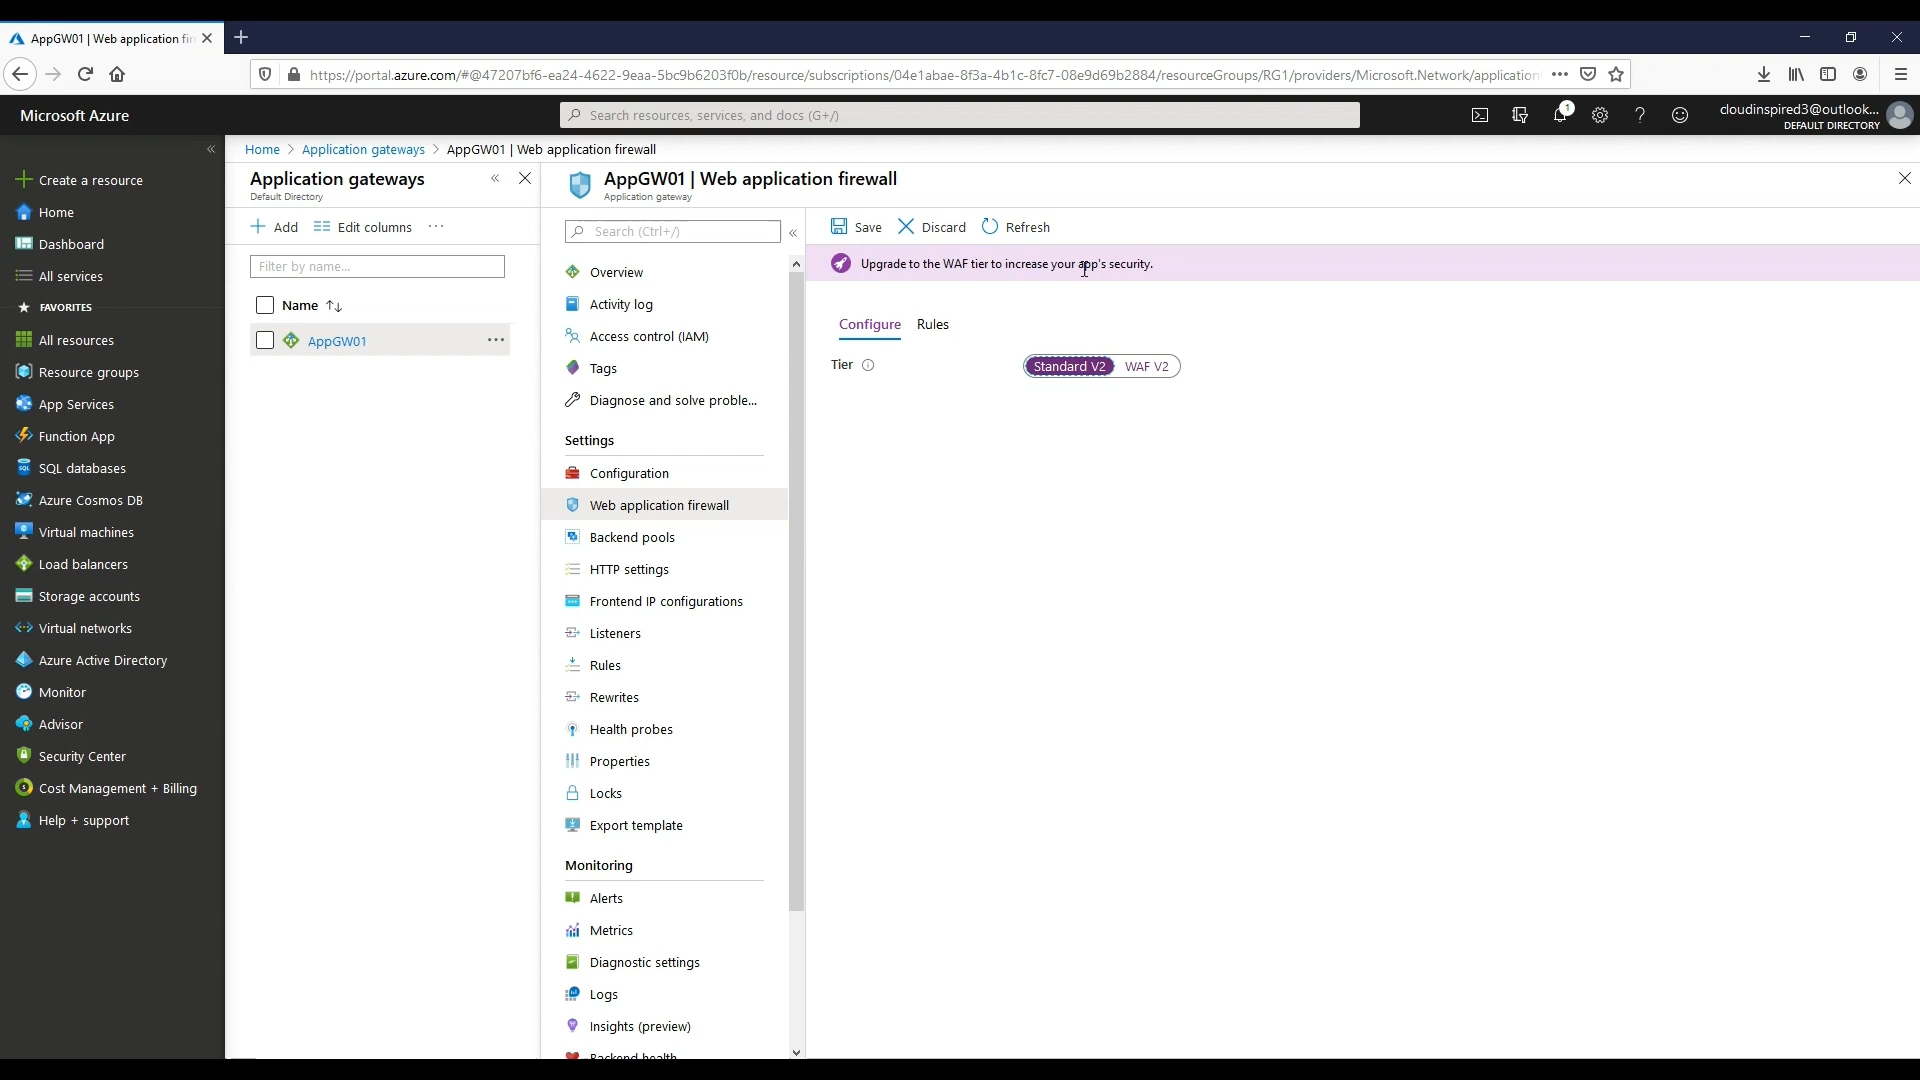 AppGW01 | Web application fir
https://portal.azure.com/#@47207bf6-ea24-4622-9eaa-5bc9b6203f0b/resource/subscriptions/04e1abae-8f3a-4b1c-8fc7-08e9d69b2884/resourceGroups/RG1/providers/Microsoft.Network/application
Microsoft Azure
Search resources, services, and docs (G+/)
1
cloudinspired3@outlook...
DEFAULT DIRECTORY
Create a resource
Home
Dashboard
All services
FAVORITES
All resources
Resource groups
App Services
Function App
SQL databases
Azure Cosmos DB
Virtual machines
Load balancers
Storage accounts
Virtual networks
Azure Active Directory
Monitor
Advisor
Security Center
Cost Management + Billing
Help + support
Home > Application gateways > AppGW01 | Web application firewall
Application gateways
Default Directory
Add
Edit columns
Filter by name...
Name
AppGW01
AppGW01 | Web application firewall
Application gateway
Search (Ctrl+/)
Overview
Activity log
Access control (IAM)
Tags
Diagnose and solve proble...
Settings
Configuration
Web application firewall
Backend pools
HTTP settings
Frontend IP configurations
Listeners
Rules
Rewrites
Health probes
Properties
Locks
Export template
Monitoring
Alerts
Metrics
Diagnostic settings
Logs
Insights (preview)
Backend health
Save
Discard
Refresh
Upgrade to the WAF tier to increase your app's security.
Configure
Rules
Tier
Standard V2
WAF V2